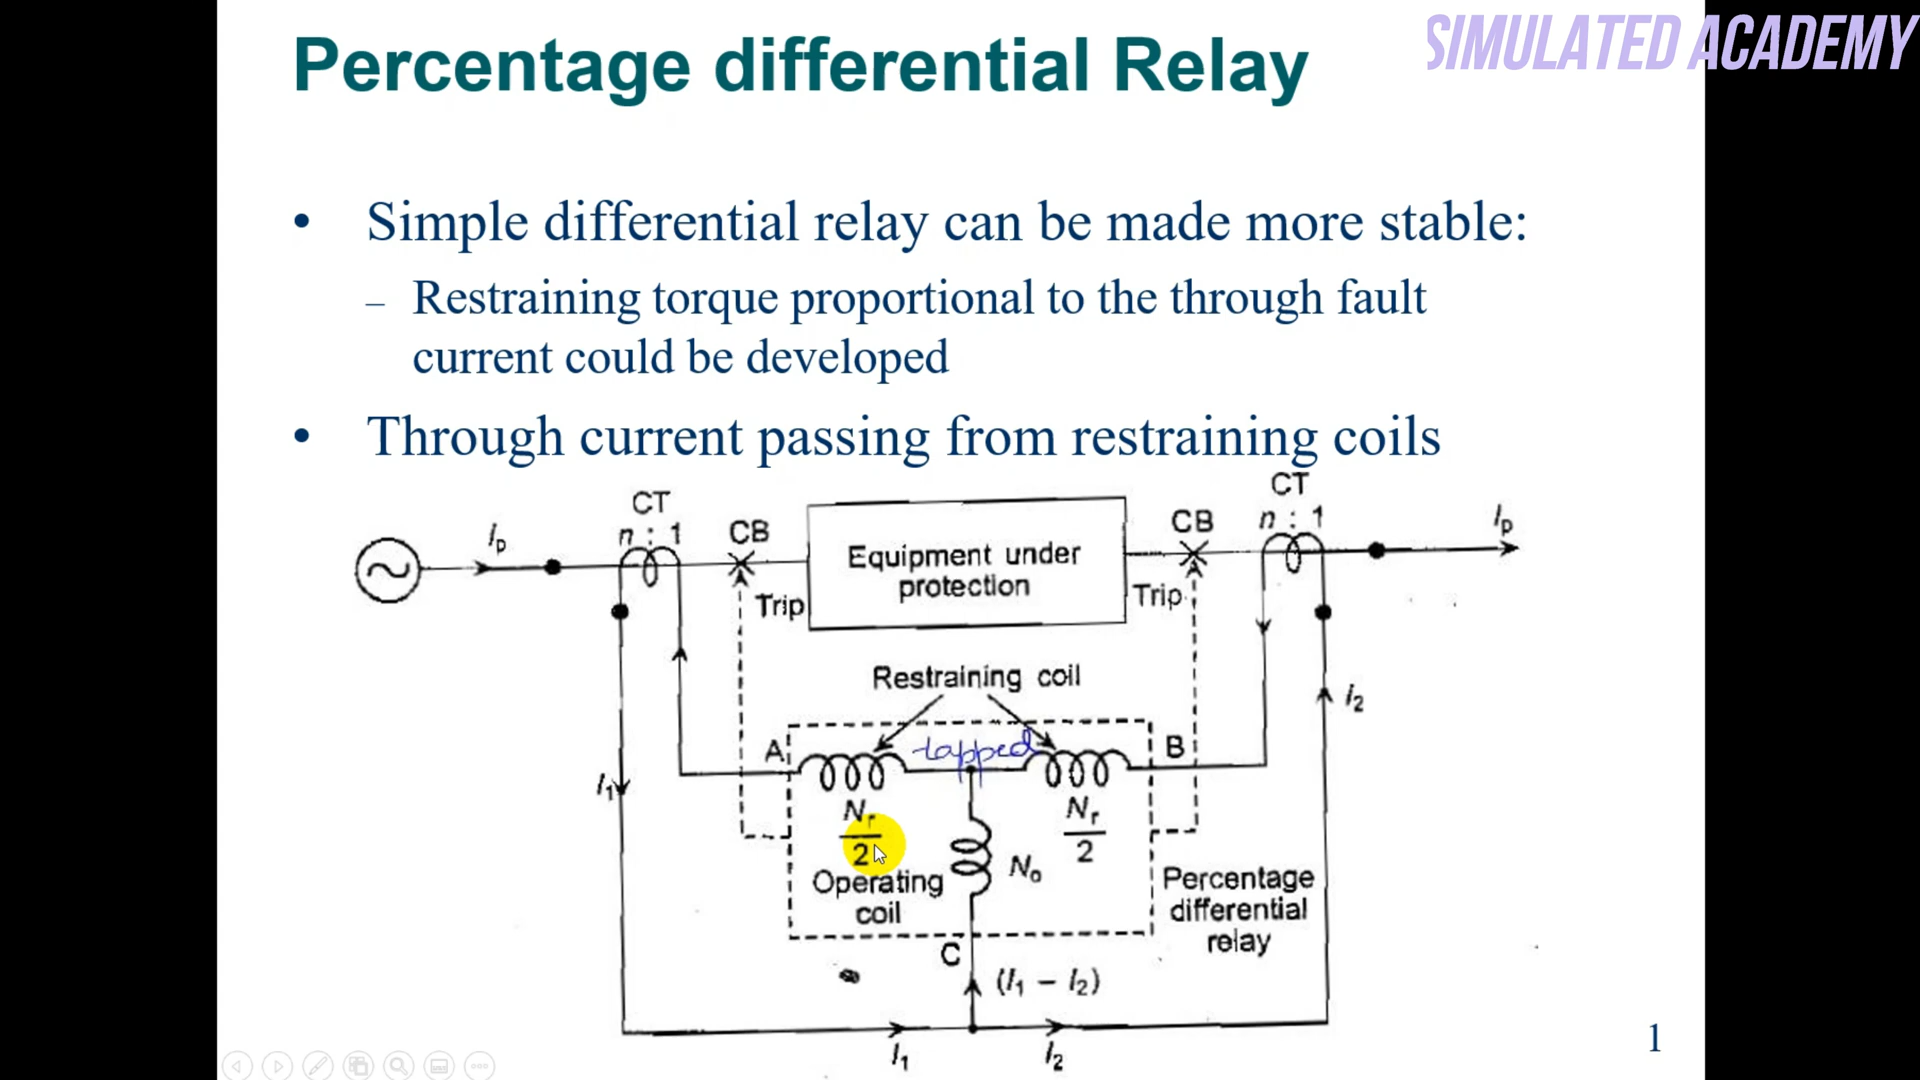 SIMULATED ACADEMY
Percentage differential Relay
• Simple differential relay can be made more stable:
– Restraining torque proportional to the through fault
current could be developed
• Through current passing from restraining coils
CT
n : 1
CB
Ip
Equipment under
protection
Trip
CB
Trip
CT
n : 1
Ip
Restraining coil
A
tapped
B
I1
I2
Nr
2
Nr
2
Operating
coil
No
Percentage
differential
relay
C
(I1 − I2)
I1
I2
1